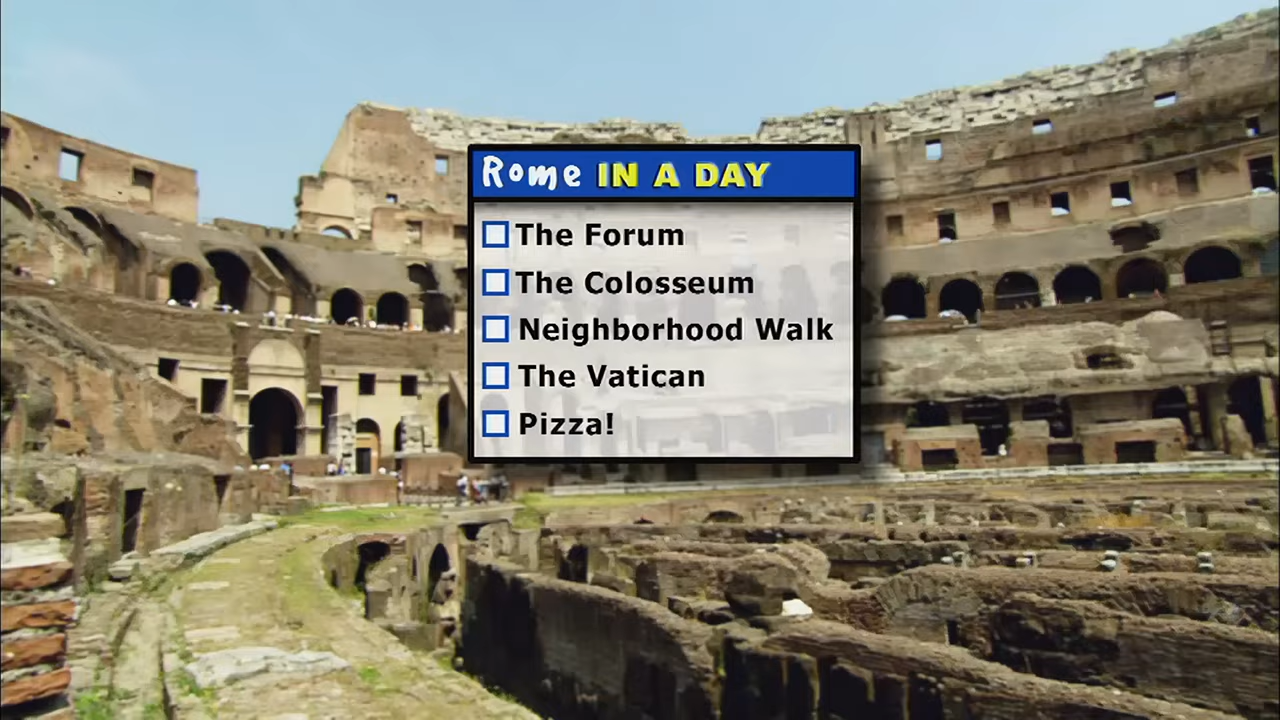 Rome IN A DAY
The Forum
The Colosseum
Neighborhood Walk
The Vatican
Pizza!